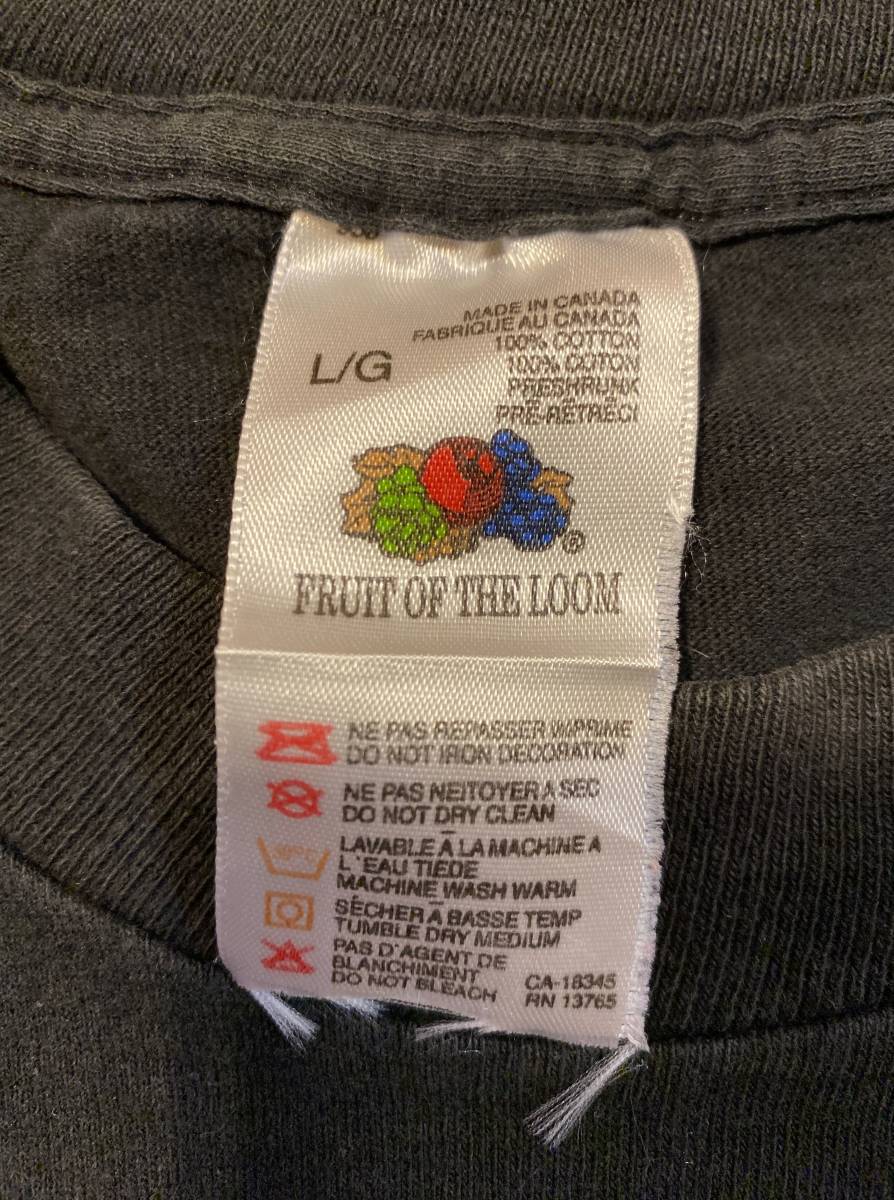 L/G
MADE IN CANADA
FABRIQUE AU CANADA
100% COTTON
100% COTON
PRESHRUNK
PRÉ-RÉTRÉCI
®
FRUIT OF THE LOOM
NE PAS REPASSER IMPRIME
DO NOT IRON DECORATION
NE PAS NEITOYER A SEC
DO NOT DRY CLEAN
LAVABLE À LA MACHINE A
L'EAU TIEDE
MACHINE WASH WARM
SÉCHER À BASSE TEMP
TUMBLE DRY MEDIUM
PAS D'AGENT DE
BLANCHIMENT
DO NOT BLEACH
CA-18345
RN 13765